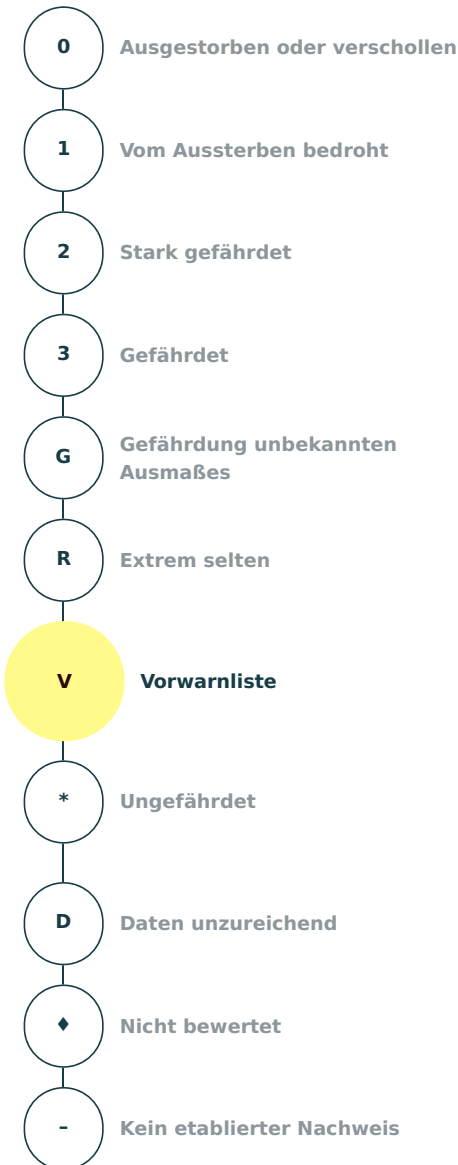 0 Ausgestorben oder verschollen
1 Vom Aussterben bedroht
2 Stark gefährdet
3 Gefährdet
G Gefährdung unbekannten
Ausmaßes
R Extrem selten
V Vorwarnliste
* Ungefährdet
D Daten unzureichend
♦ Nicht bewertet
– Kein etablierter Nachweis